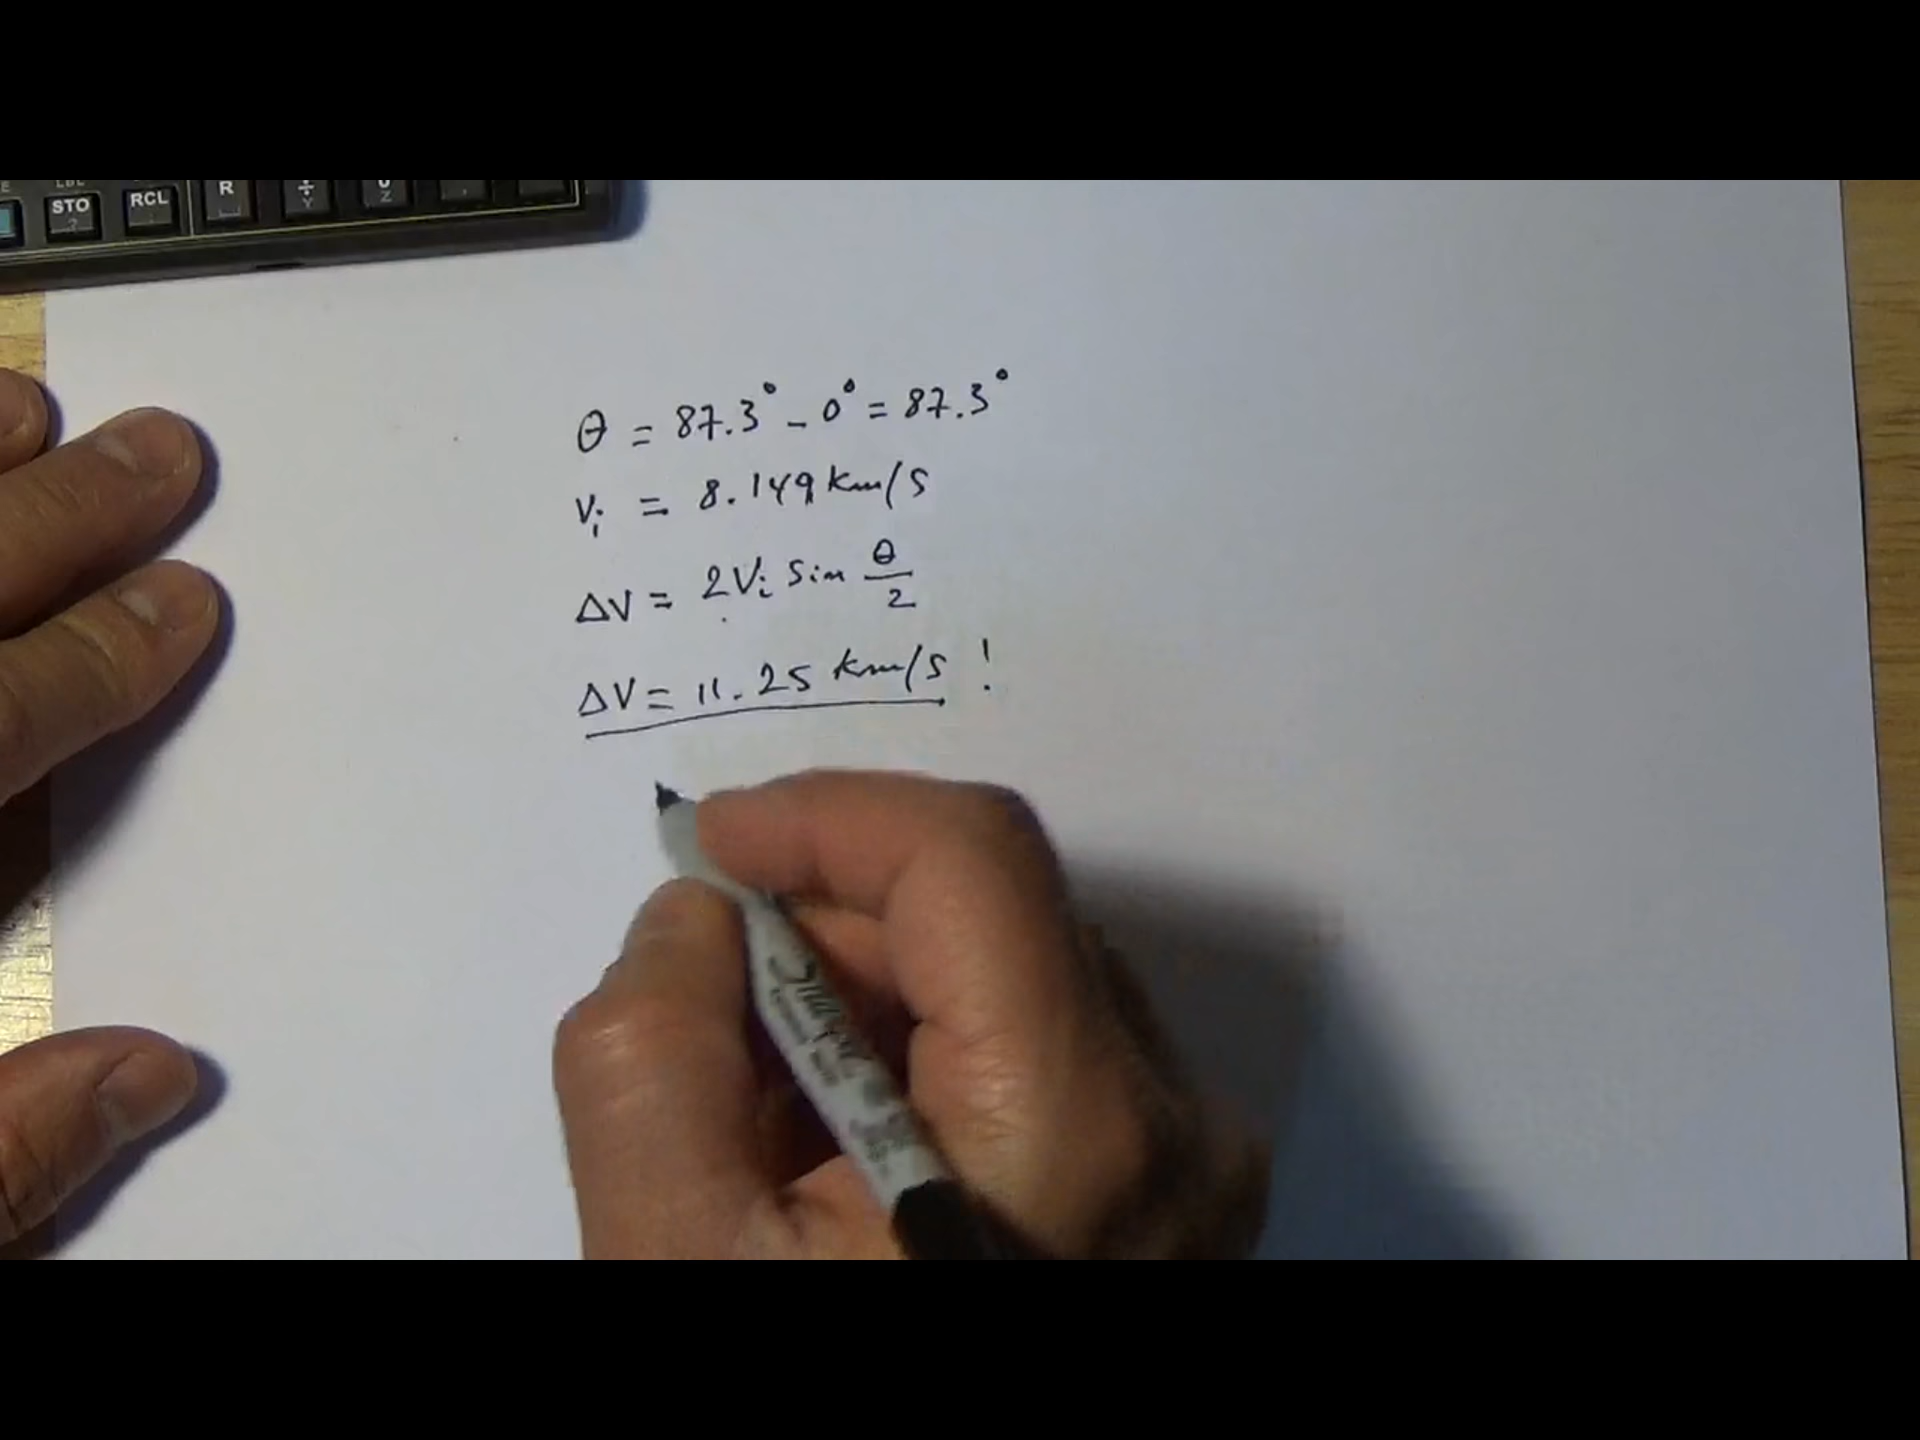 STO RCL R ÷ Y Z
θ = 87.3° - 0° = 87.3°
Vi = 8.149 km/s
ΔV = 2Vi sin θ/2
ΔV = 11.25 km/s !
Sharpie